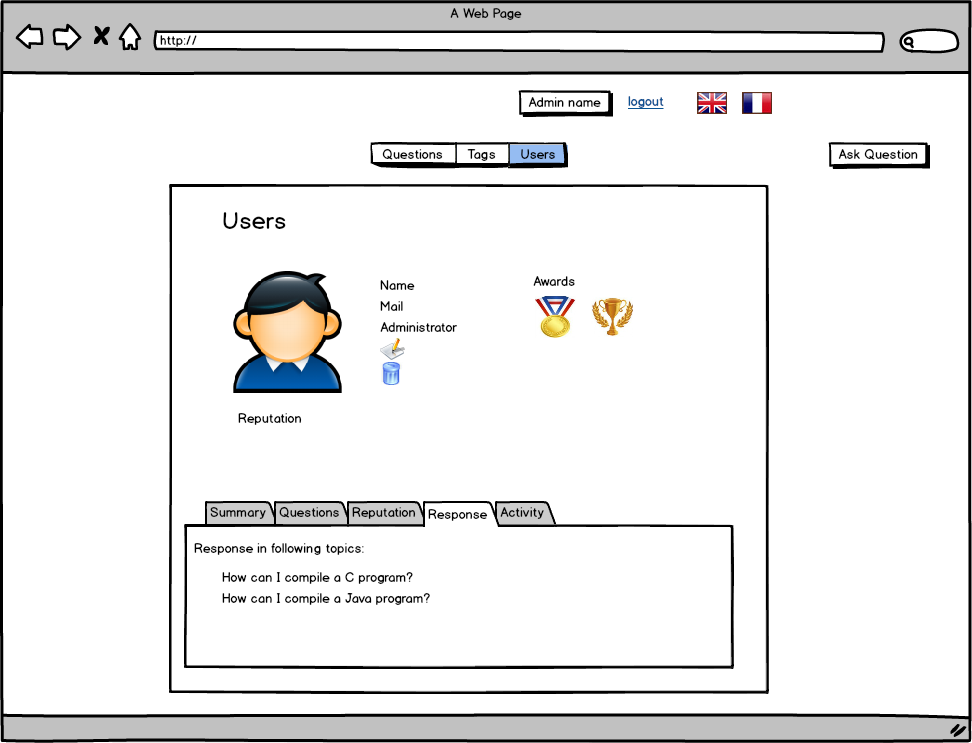 A Web Page
http://
Admin name logout
Questions Tags Users Ask Question
Users
Name
Mail
Administrator
Awards
Reputation
Summary Questions Reputation Response Activity
Response in following topics:
How can I compile a C program?
How can I compile a Java program?